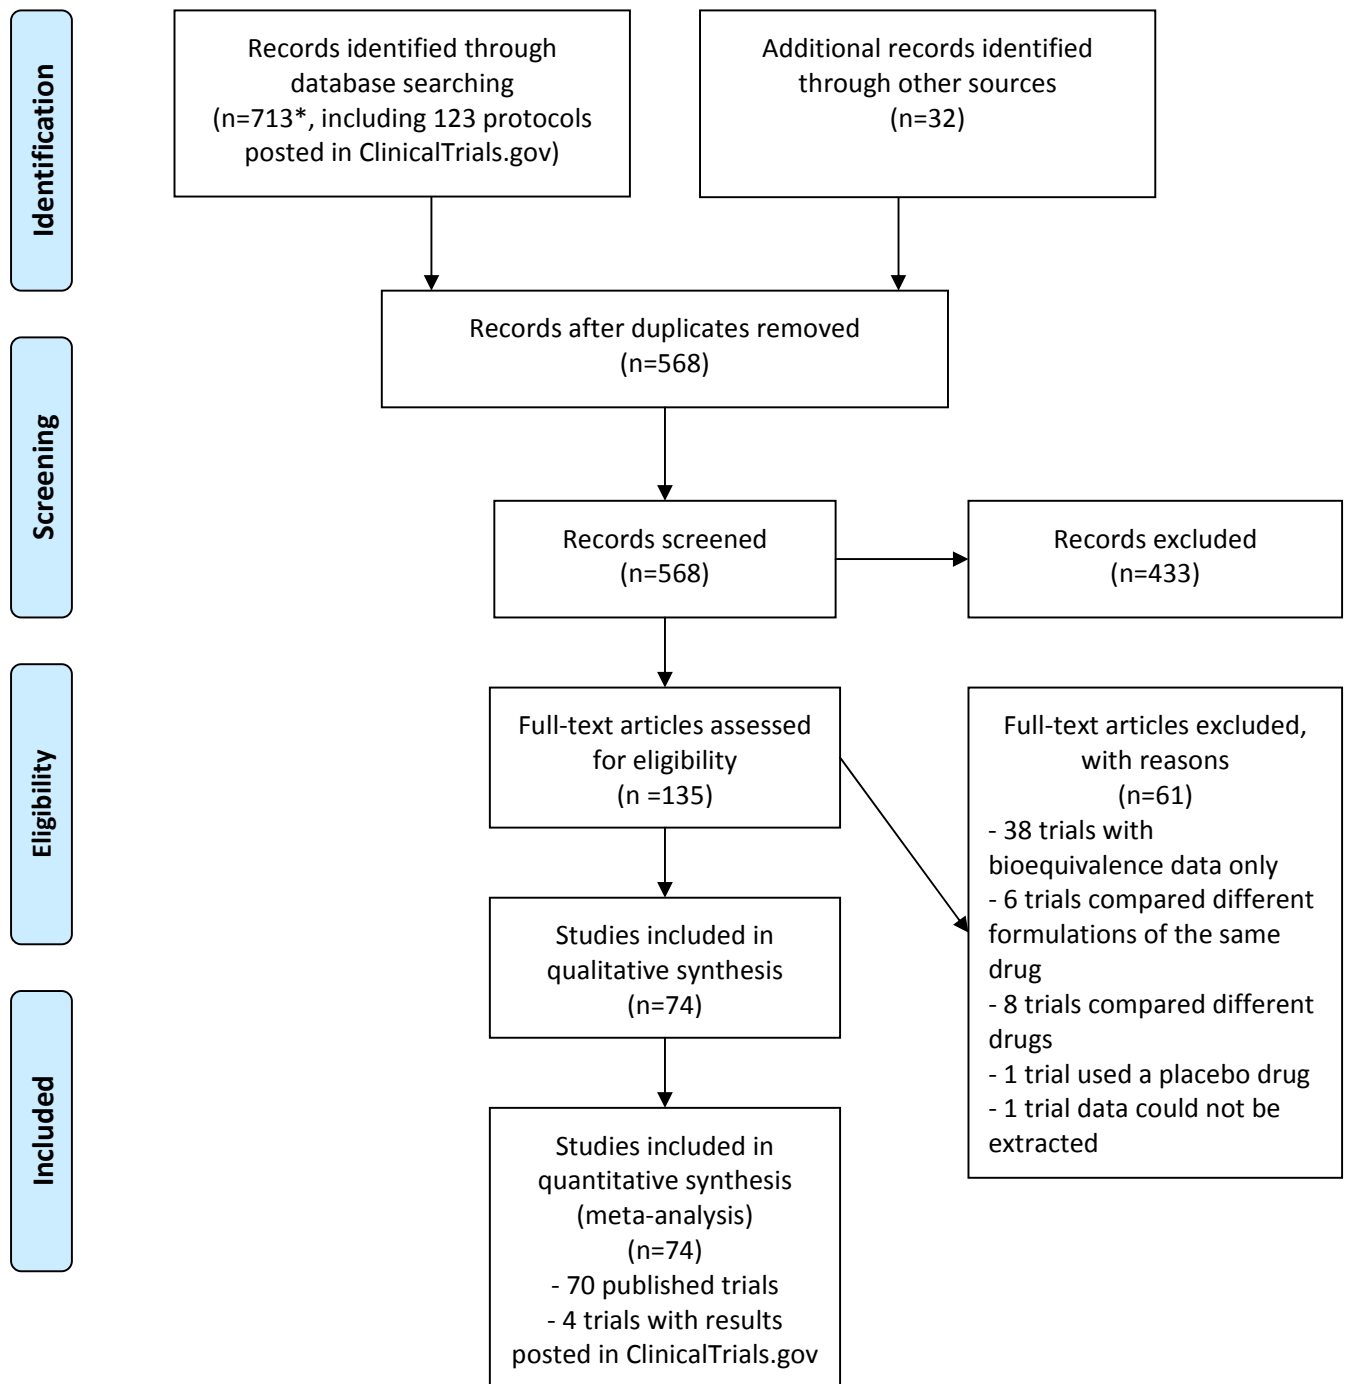 Identification
Records identified through
database searching
(n=713*, including 123 protocols
posted in ClinicalTrials.gov)
Additional records identified
through other sources
(n=32)
Records after duplicates removed
(n=568)
Screening
Records screened
(n=568)
Records excluded
(n=433)
Eligibility
Full-text articles assessed
for eligibility
(n =135)
Full-text articles excluded,
with reasons
(n=61)
- 38 trials with
bioequivalence data only
- 6 trials compared different
formulations of the same
drug
- 8 trials compared different
drugs
- 1 trial used a placebo drug
- 1 trial data could not be
extracted
Studies included in
qualitative synthesis
(n=74)
Included
Studies included in
quantitative synthesis
(meta-analysis)
(n=74)
- 70 published trials
- 4 trials with results
posted in ClinicalTrials.gov